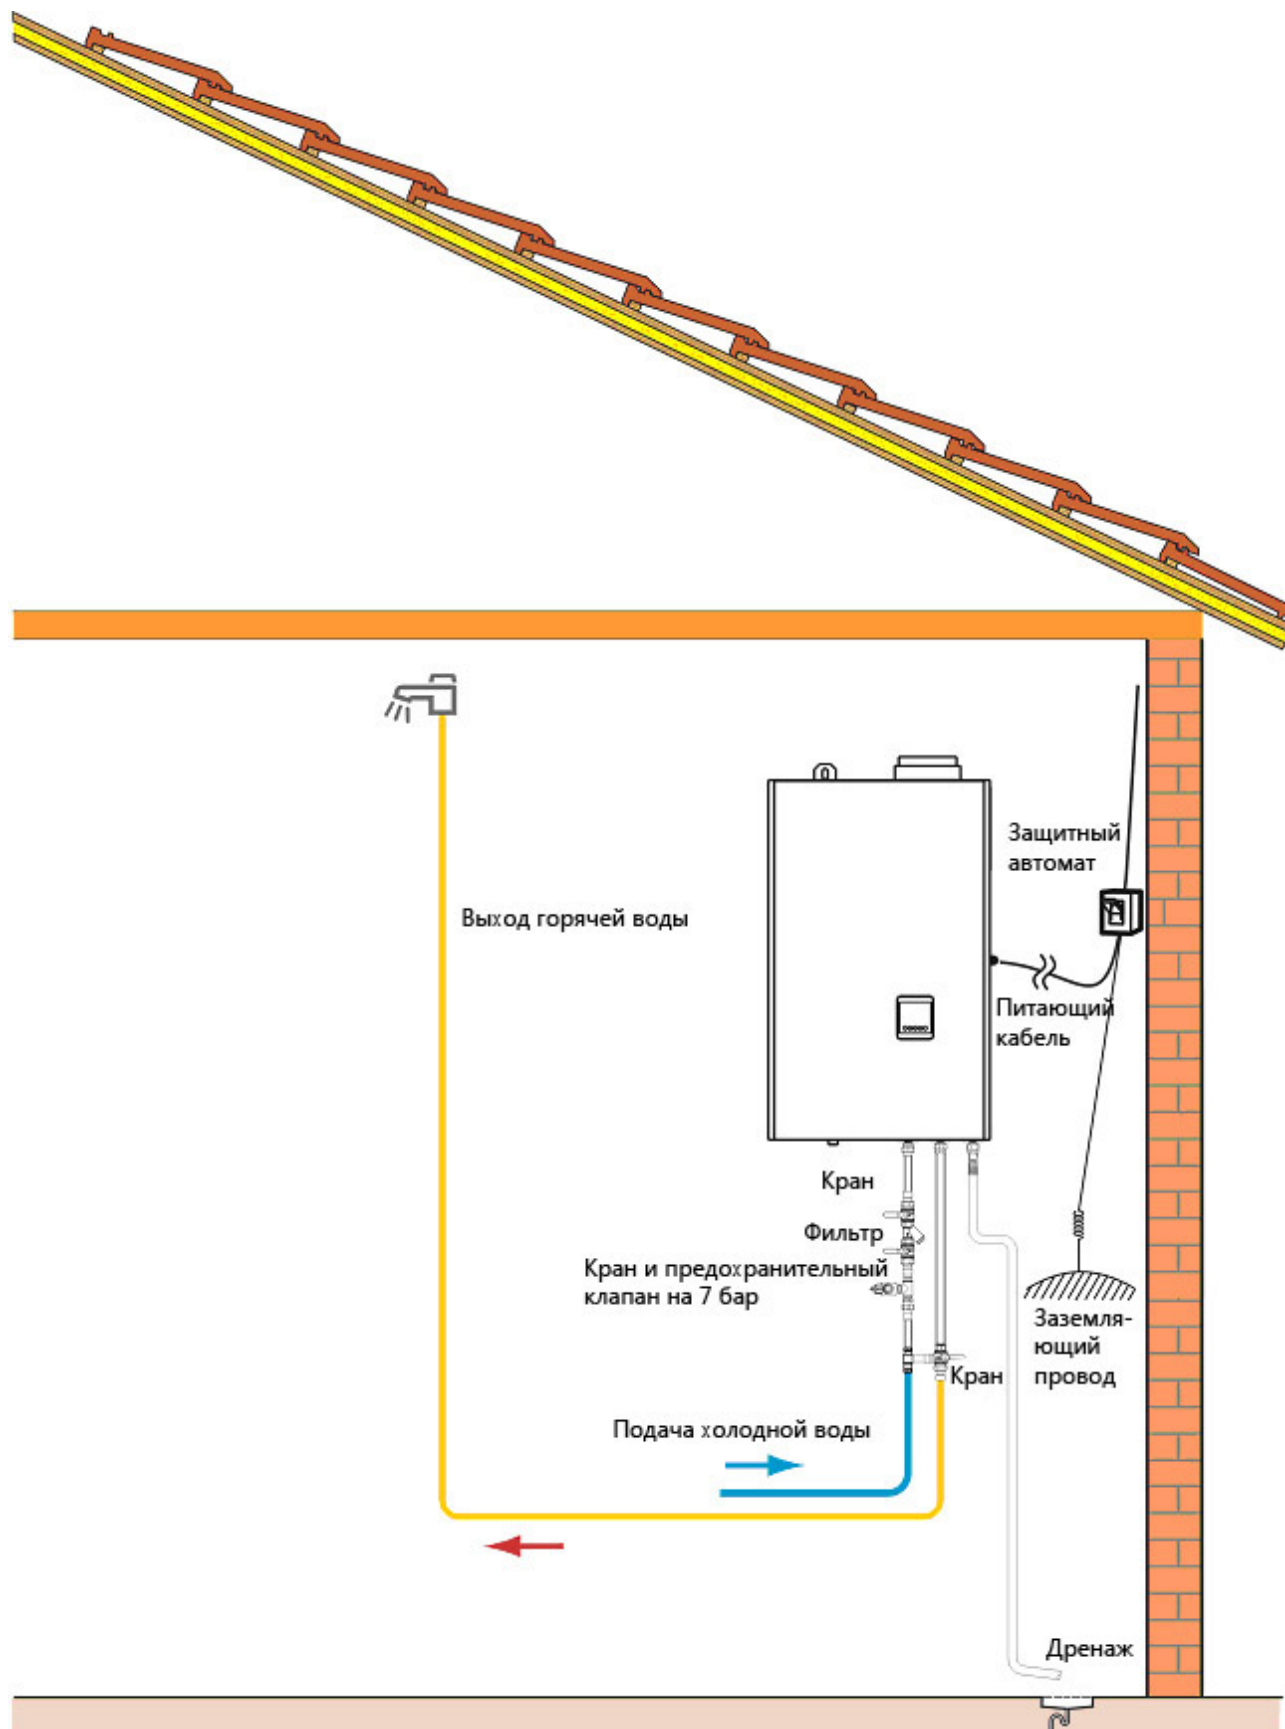 Защитный
автомат
Выход горячей воды
Питающий
кабель
Кран
Фильтр
Кран и предохранительный
клапан на 7 бар
Заземля-
ющий
провод
Кран
Подача холодной воды
Дренаж